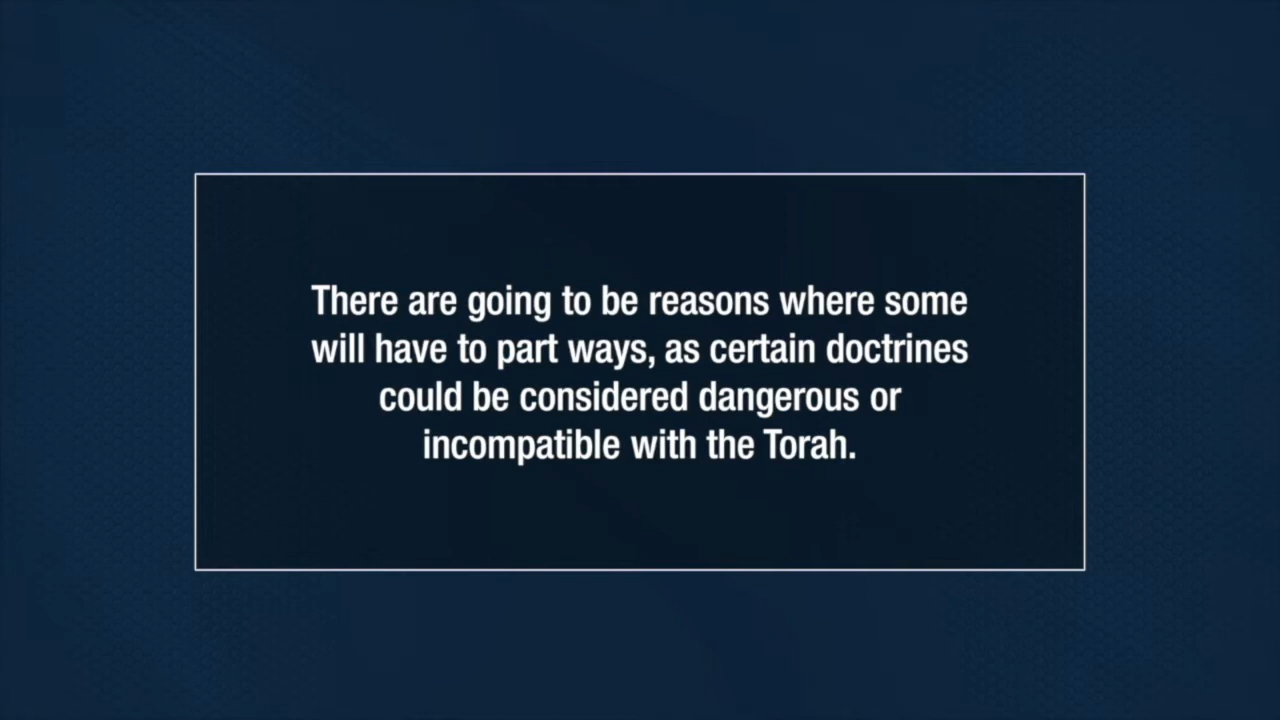 There are going to be reasons where some
will have to part ways, as certain doctrines
could be considered dangerous or
incompatible with the Torah.